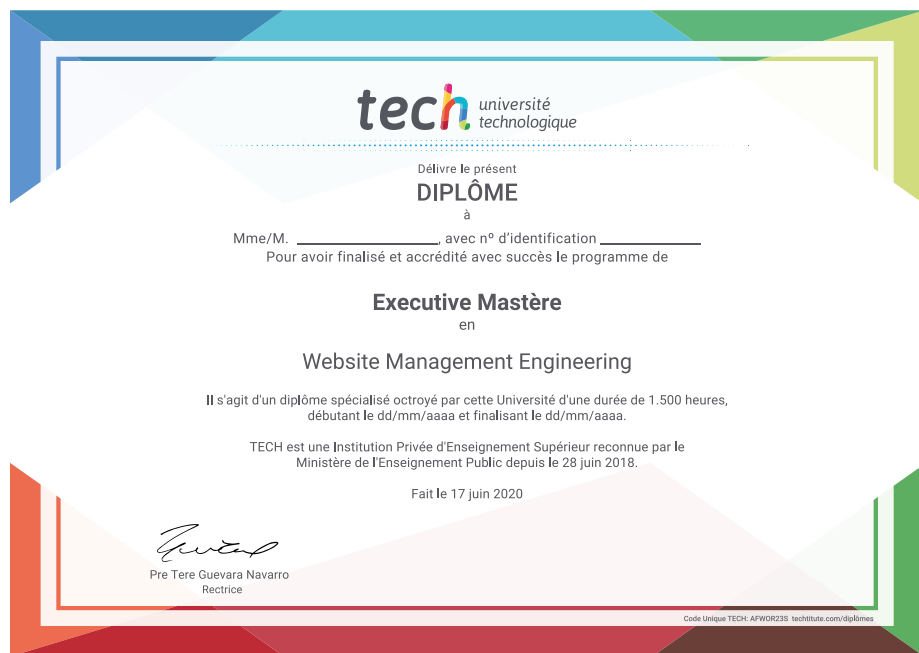 tech université
technologique
Délivre le présent
DIPLÔME
à
Mme/M. ____________________, avec nº d'identification ______________
Pour avoir finalisé et accrédité avec succès le programme de
Executive Mastère
en
Website Management Engineering
Il s'agit d'un diplôme spécialisé octroyé par cette Université d'une durée de 1.500 heures,
débutant le dd/mm/aaaa et finalisant le dd/mm/aaaa.
TECH est une Institution Privée d'Enseignement Supérieur reconnue par le
Ministère de l'Enseignement Public depuis le 28 juin 2018.
Fait le 17 juin 2020
Pre Tere Guevara Navarro
Rectrice
Code Unique TECH: AFWOR23S techtitute.com/diplômes